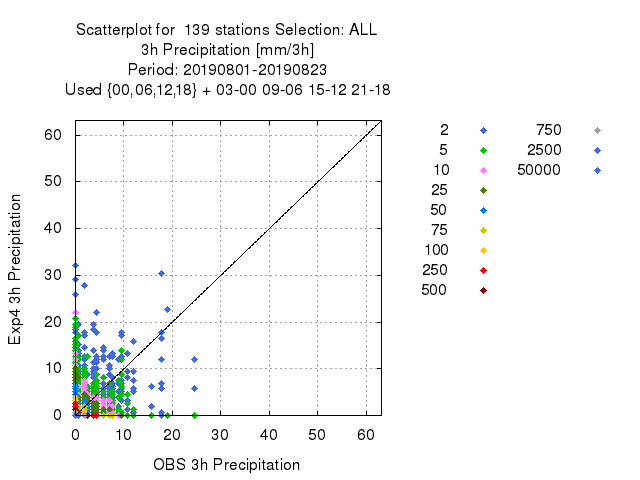 Scatterplot for 139 stations Selection: ALL
3h Precipitation [mm/3h]
Period: 20190801-20190823
Used {00,06,12,18} + 03-00 09-06 15-12 21-18
60
50
40
30
20
10
0
Exp4 3h Precipitation
0 10 20 30 40 50 60
OBS 3h Precipitation
2 750
5 2500
10 50000
25
50
75
100
250
500